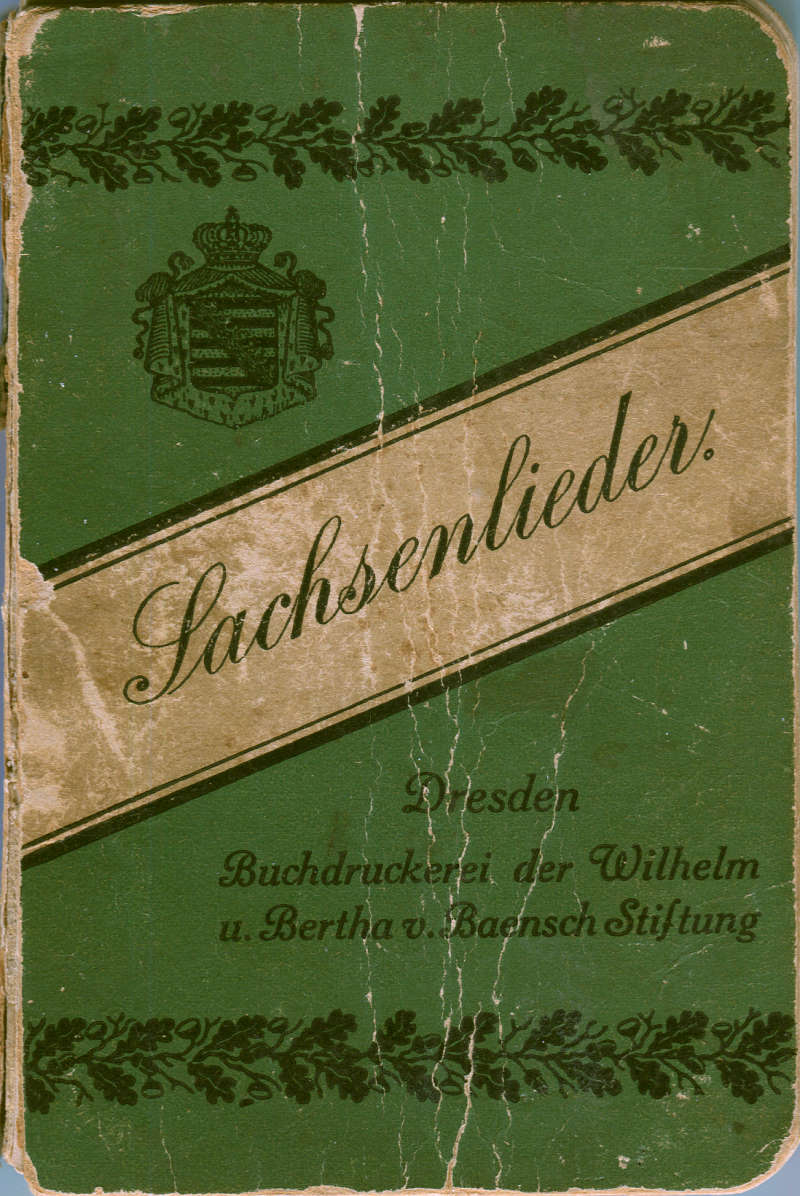 Sachsenlieder.
Dresden
Buchdruckerei der Wilhelm
u. Bertha v. Baensch Stiftung